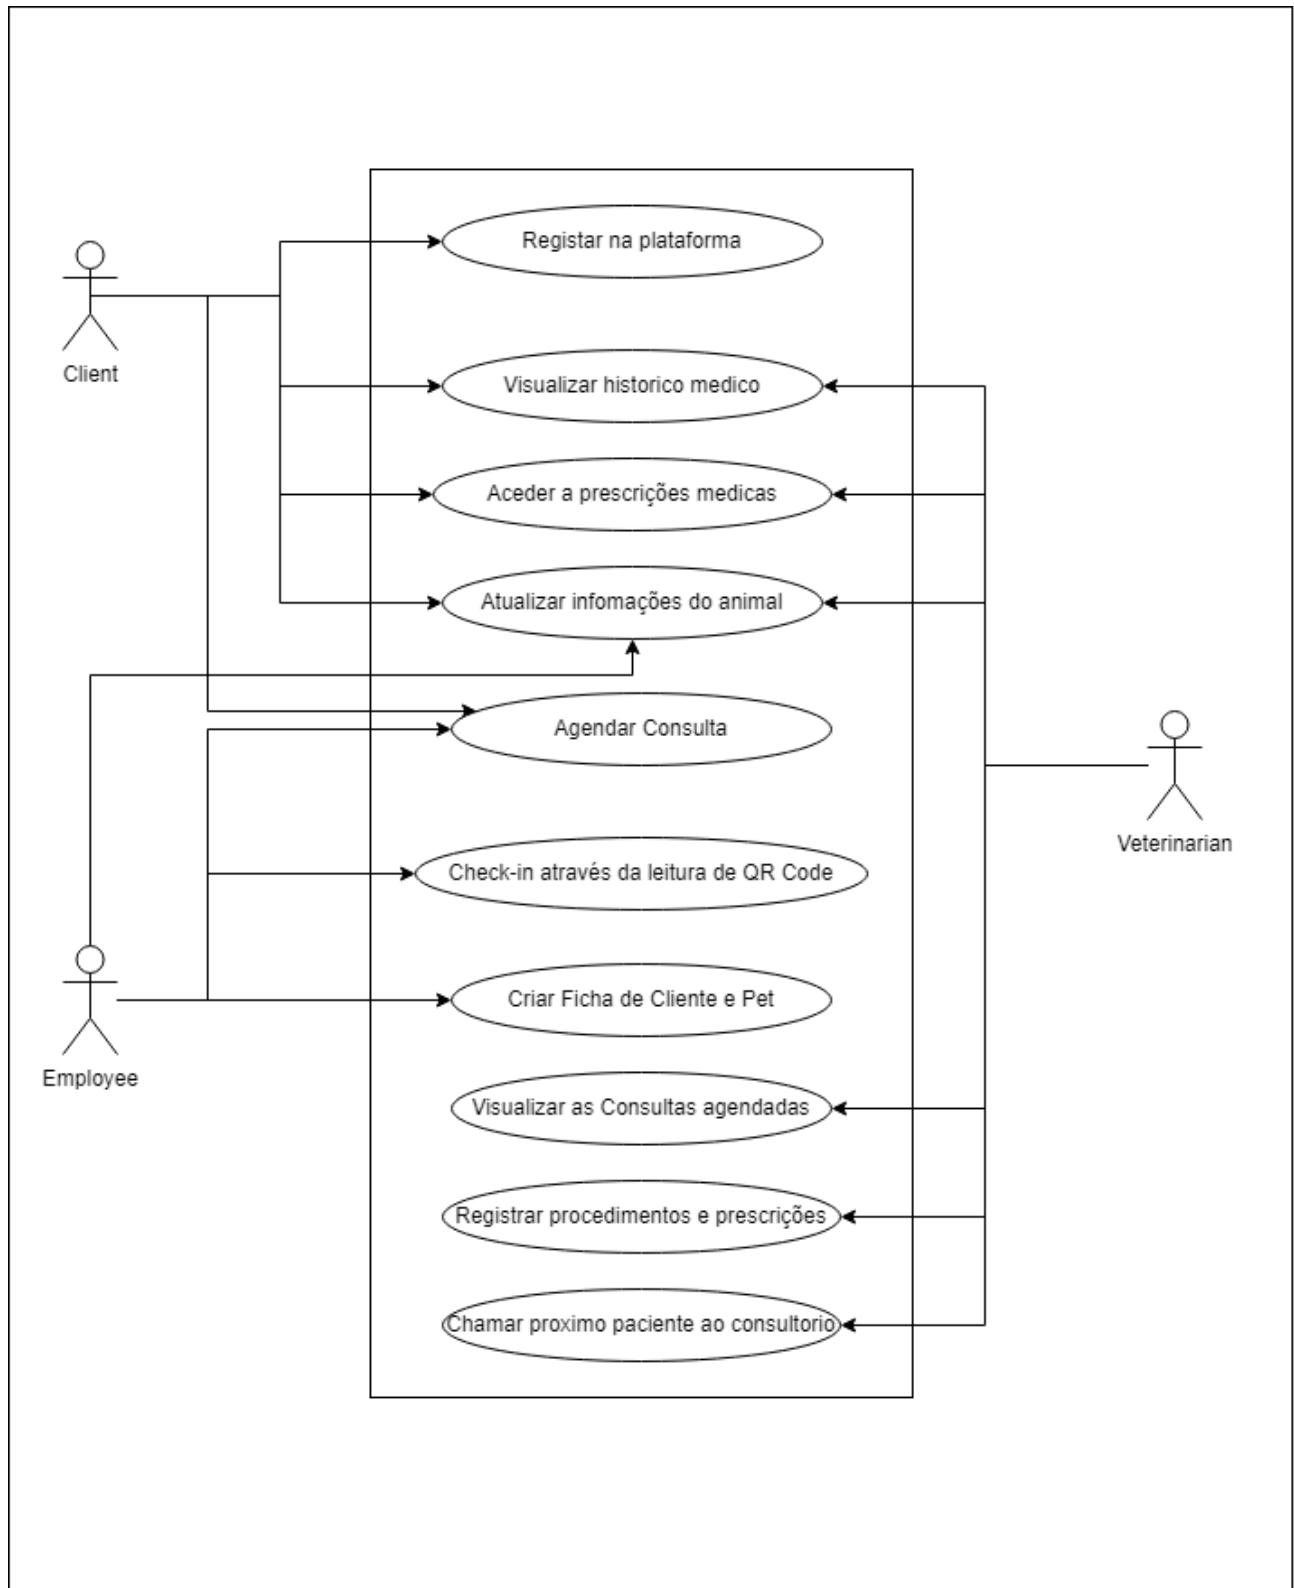 Registar na plataforma
Client
Visualizar historico medico
Aceder a prescrições medicas
Atualizar infomações do animal
Agendar Consulta
Veterinarian
Check-in através da leitura de QR Code
Criar Ficha de Cliente e Pet
Employee
Visualizar as Consultas agendadas
Registrar procedimentos e prescrições
Chamar proximo paciente ao consultorio